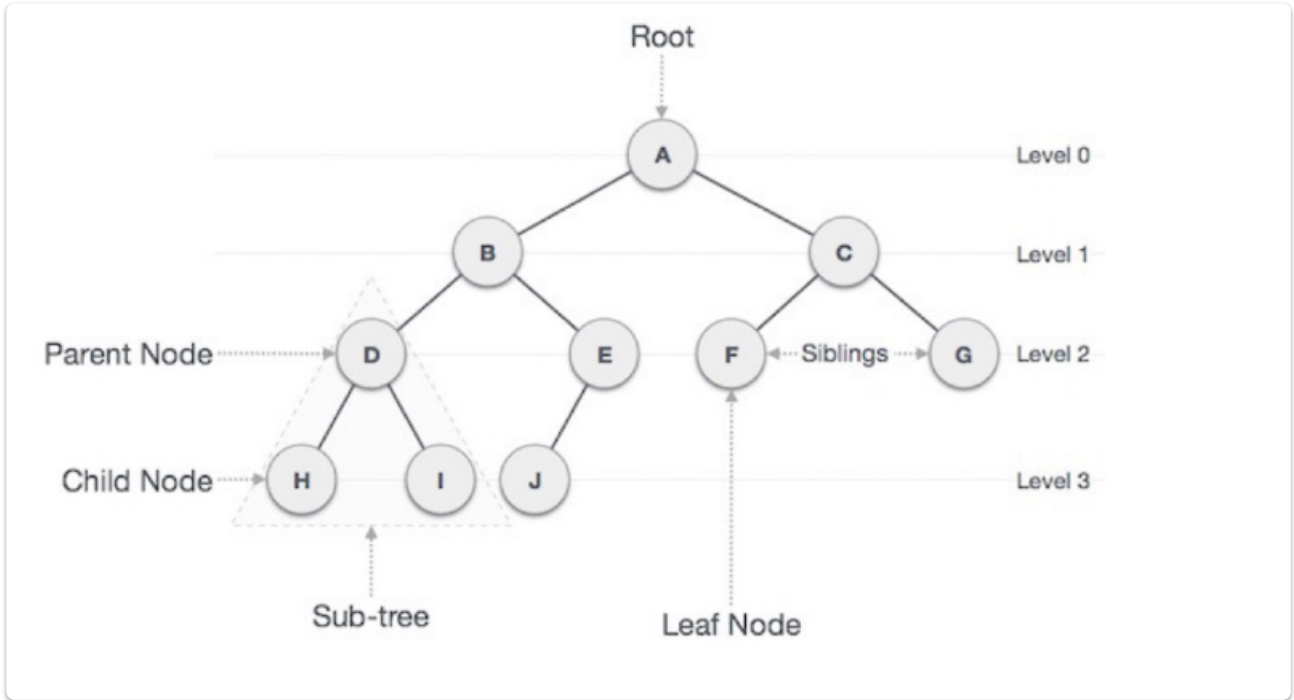 Root
A
Level 0
B
C
Level 1
Parent Node
D
E
F
Siblings
G
Level 2
Child Node
H
I
J
Level 3
Sub-tree
Leaf Node